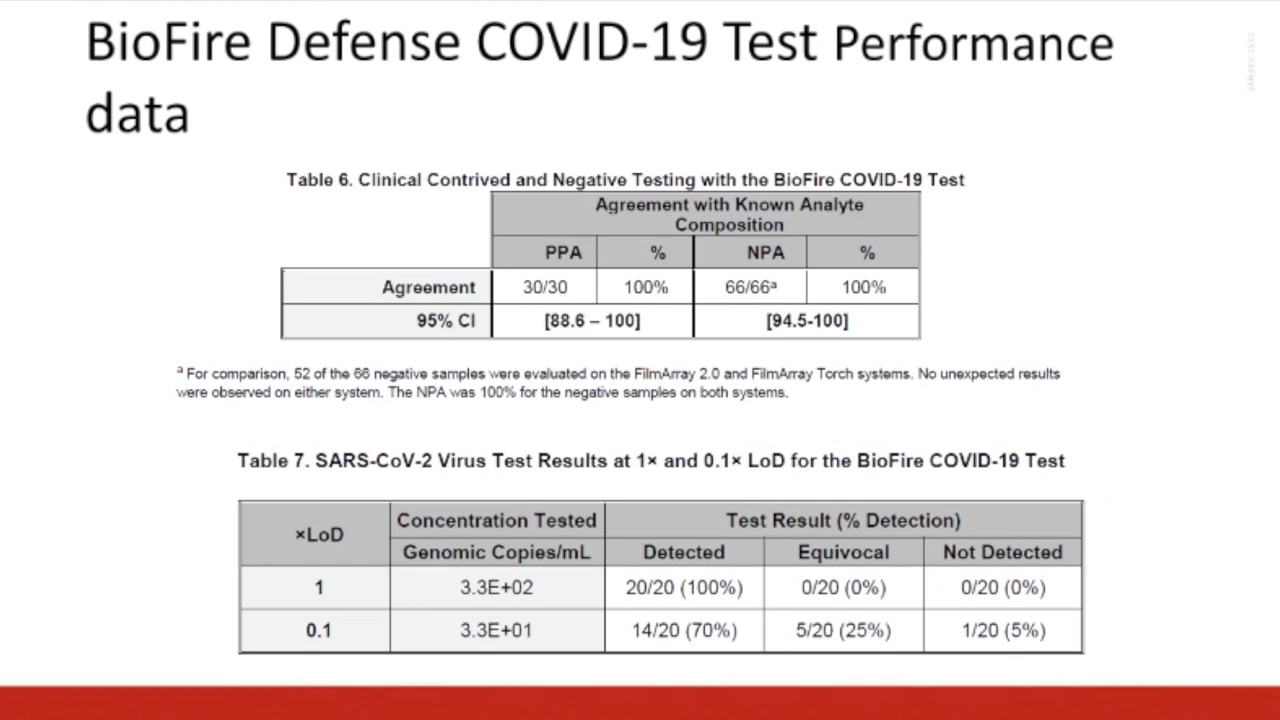 BioFire Defense COVID-19 Test Performance
data
Table 6. Clinical Contrived and Negative Testing with the BioFire COVID-19 Test
Agreement with Known Analyte
Composition
PPA % NPA %
Agreement 30/30 100% 66/66ᵃ 100%
95% CI [88.6 – 100] [94.5-100]
ᵃ For comparison, 52 of the 66 negative samples were evaluated on the FilmArray 2.0 and FilmArray Torch systems. No unexpected results
were observed on either system. The NPA was 100% for the negative samples on both systems.
Table 7. SARS-CoV-2 Virus Test Results at 1× and 0.1× LoD for the BioFire COVID-19 Test
×LoD Concentration Tested Test Result (% Detection)
Genomic Copies/mL Detected Equivocal Not Detected
1 3.3E+02 20/20 (100%) 0/20 (0%) 0/20 (0%)
0.1 3.3E+01 14/20 (70%) 5/20 (25%) 1/20 (5%)